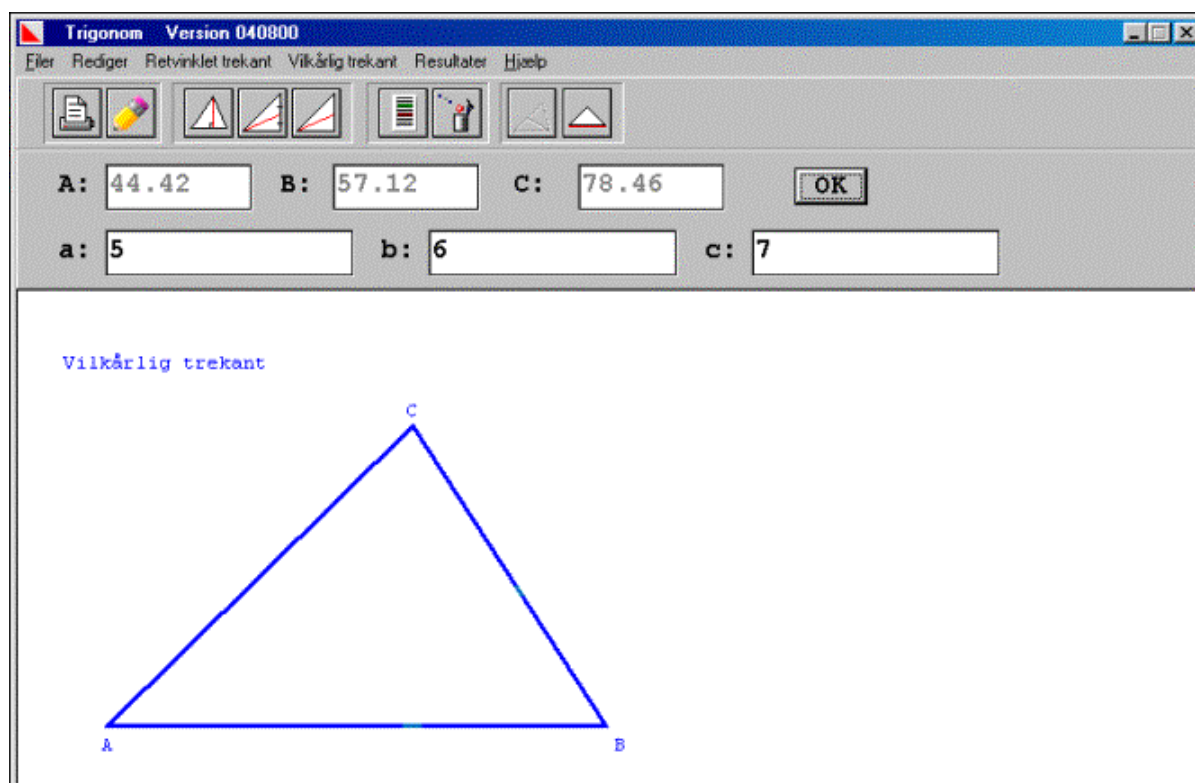 Trigonom Version 040800
Filer Rediger Retvinklet trekant Vilkårlig trekant Resultater Hjælp
A: 44.42 B: 57.12 C: 78.46 OK
a: 5 b: 6 c: 7
Vilkårlig trekant
C
A B